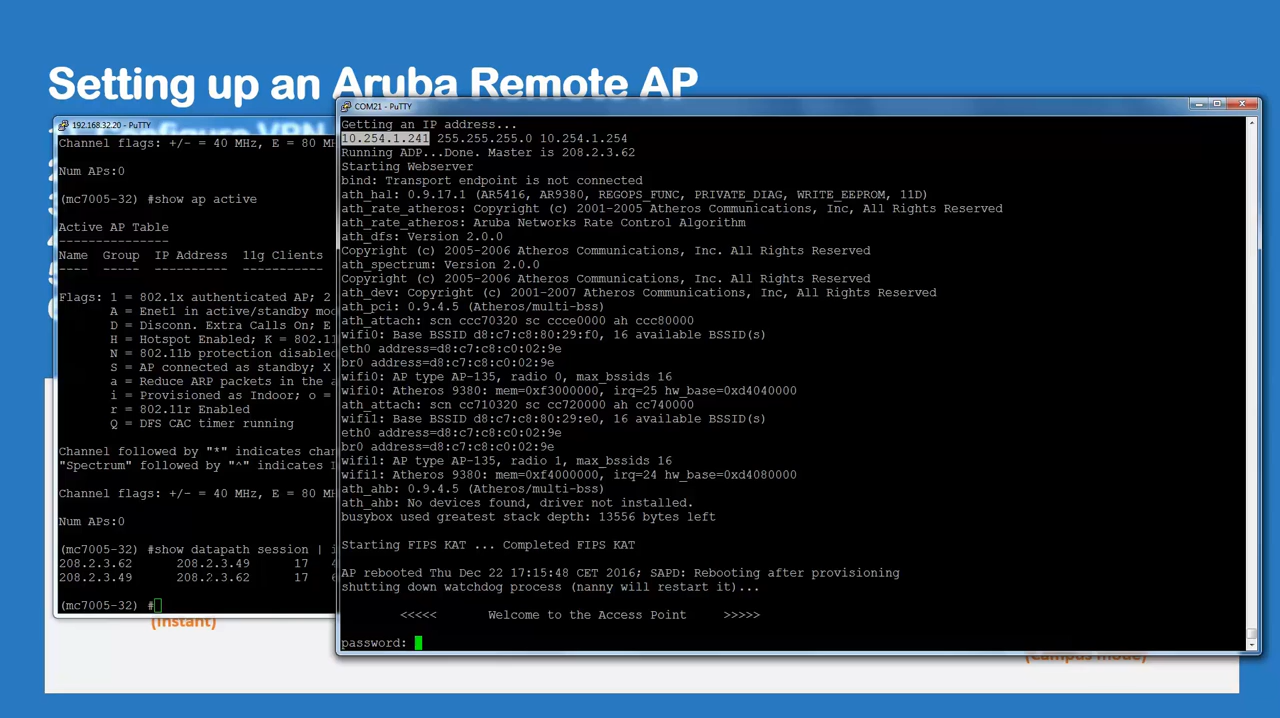 Setting up an Aruba Remote AP
192.168.32.20 - PuTTY
Channel flags: +/- = 40 MHz, E = 80 M
Num APs:0
(mc7005-32) #show ap active
Active AP Table
---------------
Name Group IP Address 11g Clients
---- ----- ---------- -----------
Flags: 1 = 802.1x authenticated AP; 2
A = Enet1 in active/standby mod
D = Disconn. Extra Calls On; E
H = Hotspot Enabled; K = 802.11
N = 802.11b protection disabled
S = AP connected as standby; X
a = Reduce ARP packets in the a
i = Provisioned as Indoor; o =
r = 802.11r Enabled
Q = DFS CAC timer running
Channel followed by "*" indicates chan
"Spectrum" followed by "^" indicates
Channel flags: +/- = 40 MHz, E = 80 MH
Num APs:0
(mc7005-32) #show datapath session | i
208.2.3.62 208.2.3.49 17
208.2.3.49 208.2.3.62 17
(mc7005-32) #
(instant)
COM21 - PuTTY
Getting an IP address...
10.254.1.241 255.255.255.0 10.254.1.254
Running ADP...Done. Master is 208.2.3.62
Starting Webserver
bind: Transport endpoint is not connected
ath_hal: 0.9.17.1 (AR5416, AR9380, REGOPS_FUNC, PRIVATE_DIAG, WRITE_EEPROM, 11D)
ath_rate_atheros: Copyright (c) 2001-2005 Atheros Communications, Inc, All Rights Reserved
ath_rate_atheros: Aruba Networks Rate Control Algorithm
ath_dfs: Version 2.0.0
Copyright (c) 2005-2006 Atheros Communications, Inc. All Rights Reserved
ath_spectrum: Version 2.0.0
Copyright (c) 2005-2006 Atheros Communications, Inc. All Rights Reserved
ath_dev: Copyright (c) 2001-2007 Atheros Communications, Inc, All Rights Reserved
ath_pci: 0.9.4.5 (Atheros/multi-bss)
ath_attach: scn ccc70320 sc ccce0000 ah ccc80000
wifi0: Base BSSID d8:c7:c8:80:29:f0, 16 available BSSID(s)
eth0 address=d8:c7:c8:c0:02:9e
br0 address=d8:c7:c8:c0:02:9e
wifi0: AP type AP-135, radio 0, max_bssids 16
wifi0: Atheros 9380: mem=0xf3000000, irq=25 hw_base=0xd4040000
ath_attach: scn cc710320 sc cc720000 ah cc740000
wifi1: Base BSSID d8:c7:c8:80:29:e0, 16 available BSSID(s)
eth0 address=d8:c7:c8:c0:02:9e
br0 address=d8:c7:c8:c0:02:9e
wifi1: AP type AP-135, radio 1, max_bssids 16
wifi1: Atheros 9380: mem=0xf4000000, irq=24 hw_base=0xd4080000
ath_ahb: 0.9.4.5 (Atheros/multi-bss)
ath_ahb: No devices found, driver not installed.
busybox used greatest stack depth: 13556 bytes left
Starting FIPS KAT ... Completed FIPS KAT
AP rebooted Thu Dec 22 17:15:48 CET 2016; SAPD: Rebooting after provisioning
shutting down watchdog process (nanny will restart it)...
<<<<< Welcome to the Access Point >>>>>
password: